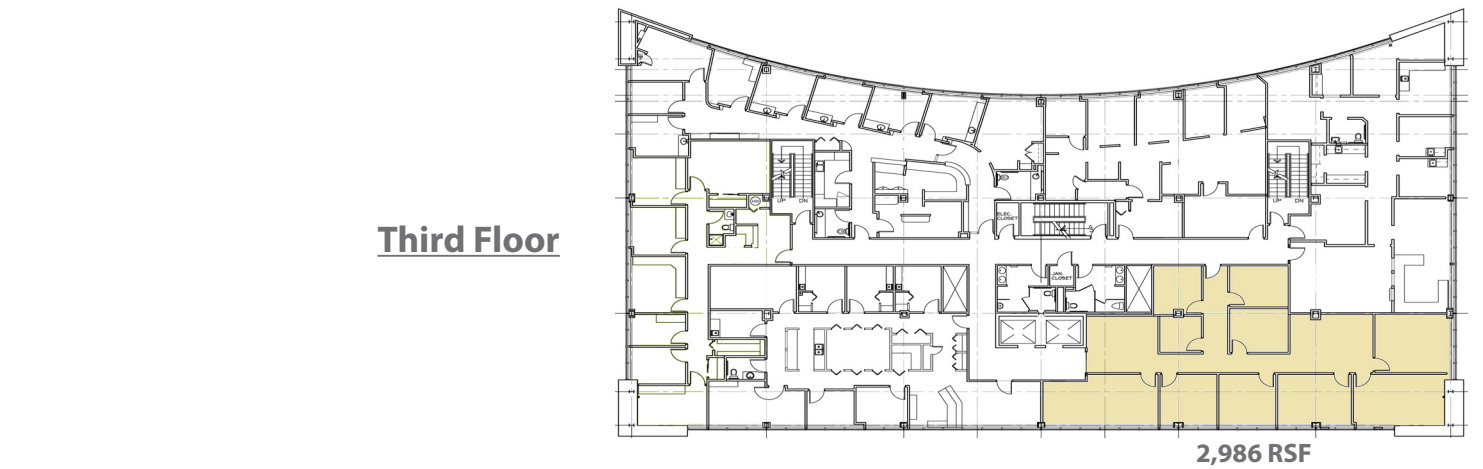 UP DN
UP DN
ELEC.
CLOSET
Third Floor
JAN.
CLOSET
2,986 RSF